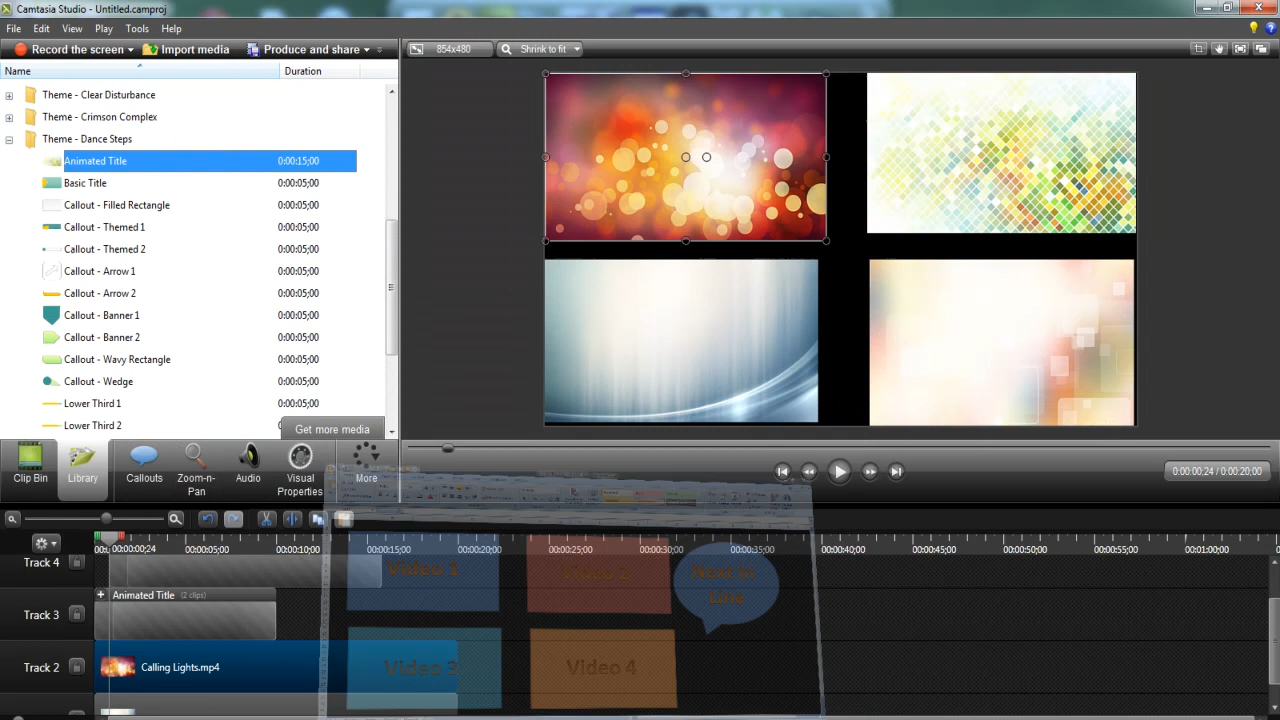 Camtasia Studio - Untitled.camproj
File Edit View Play Tools Help
Record the screen Import media Produce and share
854x480 Shrink to fit
Name Duration
Theme - Clear Disturbance
Theme - Crimson Complex
Theme - Dance Steps
Animated Title 0:00:15;00
Basic Title 0:00:05;00
Callout - Filled Rectangle 0:00:05;00
Callout - Themed 1 0:00:05;00
Callout - Themed 2 0:00:05;00
Callout - Arrow 1 0:00:05;00
Callout - Arrow 2 0:00:05;00
Callout - Banner 1 0:00:05;00
Callout - Banner 2 0:00:05;00
Callout - Wavy Rectangle 0:00:05;00
Callout - Wedge 0:00:05;00
Lower Third 1 0:00:05;00
Lower Third 2
Get more media
Clip Bin Library Callouts Zoom-n-Pan Audio Visual Properties More
0:00:00;24 / 0:00:20;00
00:00:00;24 00:00:05;00 00:00:10;00 00:00:15;00 00:00:20;00 00:00:25;00 00:00:30;00 00:00:35;00 00:00:40;00 00:00:45;00 00:00:50;00 00:00:55;00 00:01:00;00
Track 4
Video 1 Video 2 Next in Line
Track 3 Animated Title (2 clips)
Track 2 Calling Lights.mp4
Video 3 Video 4